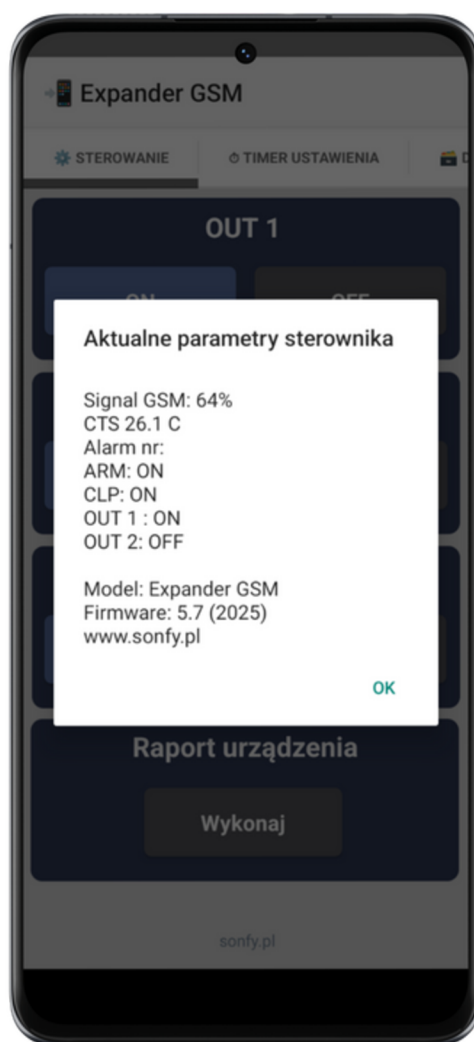 Expander GSM
STEROWANIE
TIMER USTAWIENIA
D
OUT 1
ON OFF
Aktualne parametry sterownika
Signal GSM: 64%
CTS 26.1 C
Alarm nr:
ARM: ON
CLP: ON
OUT 1 : ON
OUT 2: OFF
Model: Expander GSM
Firmware: 5.7 (2025)
www.sonfy.pl
OK
Raport urządzenia
Wykonaj
sonfy.pl